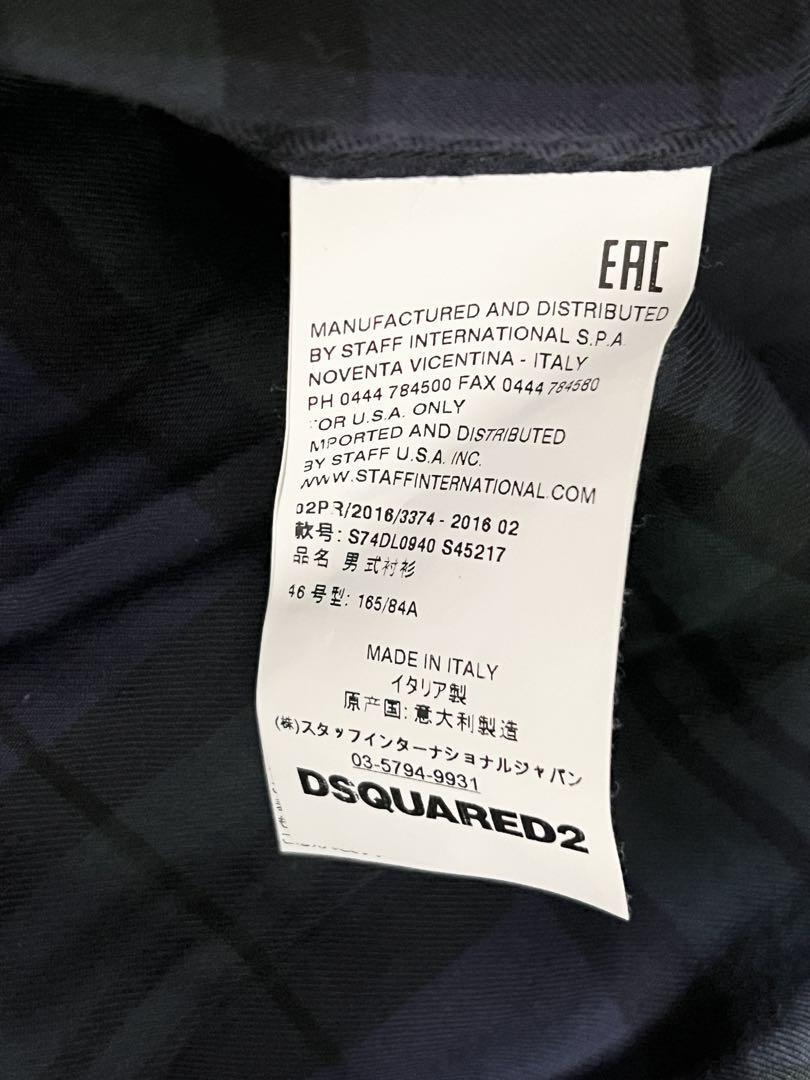 EAC
MANUFACTURED AND DISTRIBUTED
BY STAFF INTERNATIONAL S.P.A.
NOVENTA VICENTINA - ITALY
PH 0444 784500 FAX 0444 784580
FOR U.S.A. ONLY
IMPORTED AND DISTRIBUTED
BY STAFF U.S.A. INC.
WWW.STAFFINTERNATIONAL.COM
02PR/2016/3374 - 2016 02
款号: S74DL0940 S45217
品名 男式衬衫
46 号型: 165/84A
MADE IN ITALY
イタリア製
原产国: 意大利製造
(株)スタッフインターナショナルジャパン
03-5794-9931
DSQUARED2